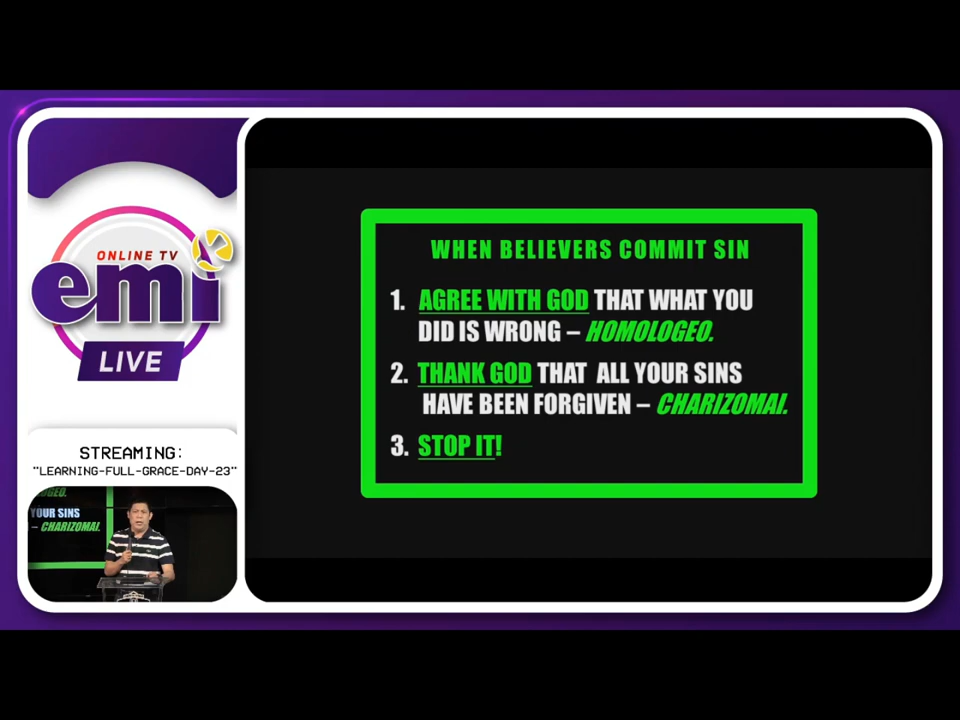 ONLINE TV
emi
LIVE
STREAMING:
"LEARNING-FULL-GRACE-DAY-23"
OGEO.
YOUR SINS
– CHARIZOMAI.
WHEN BELIEVERS COMMIT SIN
1. AGREE WITH GOD THAT WHAT YOU
DID IS WRONG – HOMOLOGEO.
2. THANK GOD THAT ALL YOUR SINS
HAVE BEEN FORGIVEN – CHARIZOMAI.
3. STOP IT!